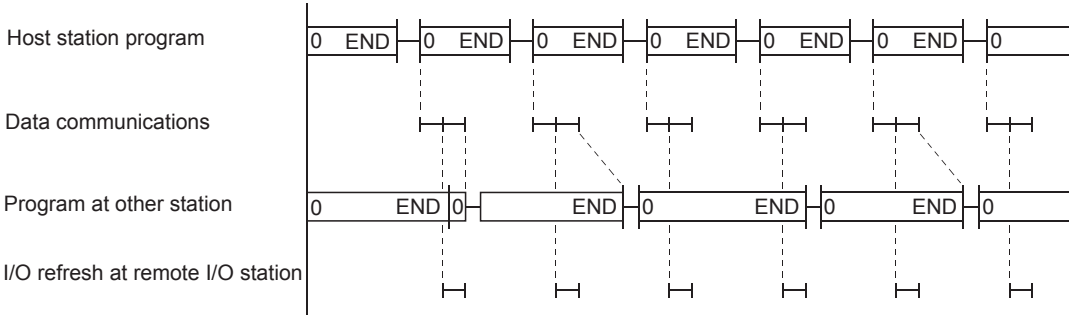 Host station program 0 END 0 END 0 END 0 END 0 END 0 END 0
Data communications
Program at other station 0 END 0 END 0 END 0 END 0
I/O refresh at remote I/O station